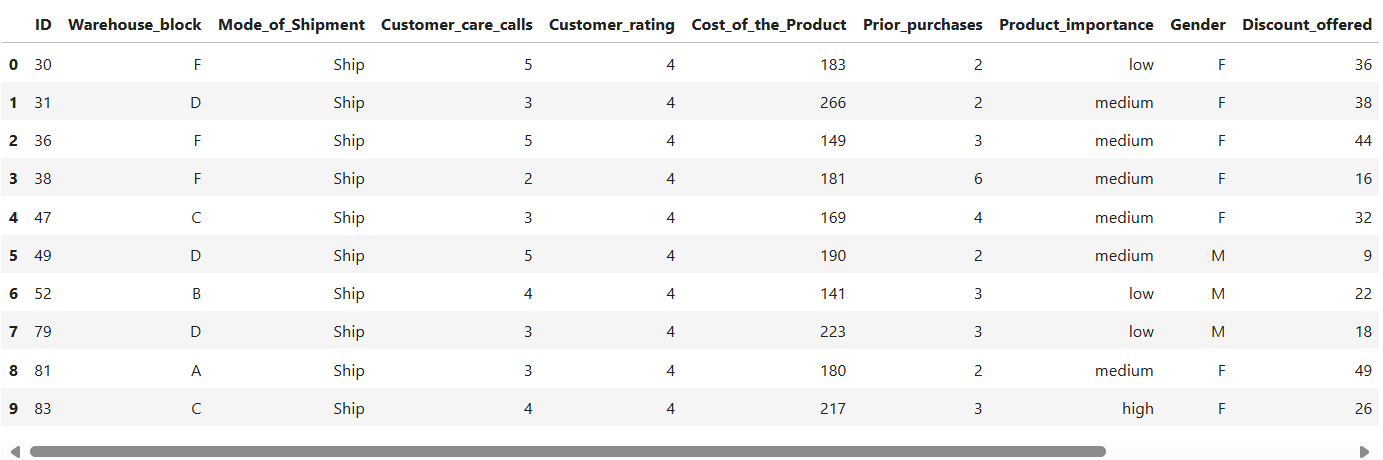 ID Warehouse_block Mode_of_Shipment Customer_care_calls Customer_rating Cost_of_the_Product Prior_purchases Product_importance Gender Discount_offered
0 30 F Ship 5 4 183 2 low F 36
1 31 D Ship 3 4 266 2 medium F 38
2 36 F Ship 5 4 149 3 medium F 44
3 38 F Ship 2 4 181 6 medium F 16
4 47 C Ship 3 4 169 4 medium F 32
5 49 D Ship 5 4 190 2 medium M 9
6 52 B Ship 4 4 141 3 low M 22
7 79 D Ship 3 4 223 3 low M 18
8 81 A Ship 3 4 180 2 medium F 49
9 83 C Ship 4 4 217 3 high F 26